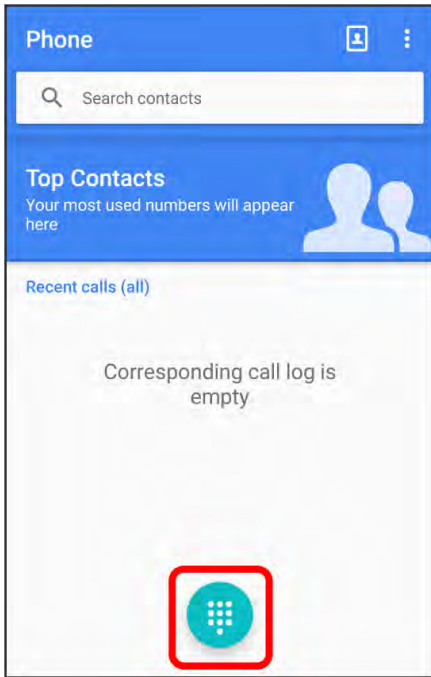 Phone
Search contacts
Top Contacts
Your most used numbers will appear
here
Recent calls (all)
Corresponding call log is
empty